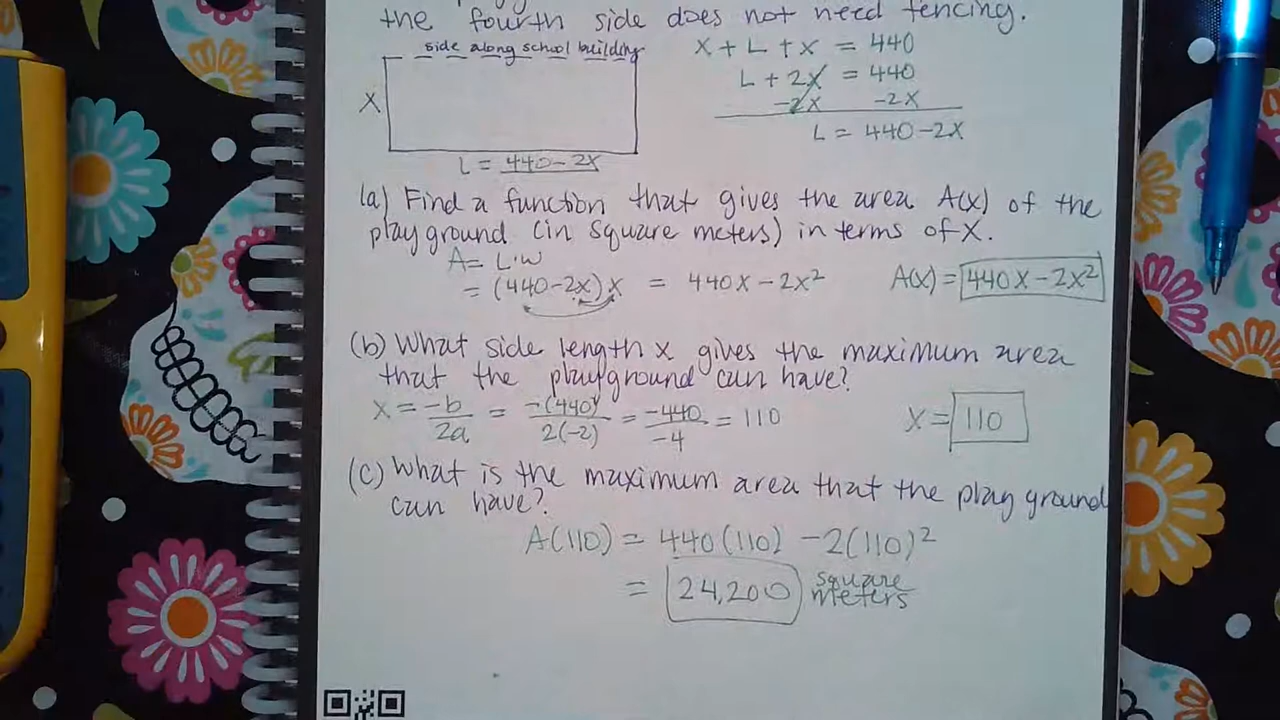 the fourth side does not need fencing.
side along school building
X + L + x = 440
L + 2x = 440
-2x -2x
L = 440-2x
X
L = 440-2x
(a) Find a function that gives the area A(x) of the
playground (in square meters) in terms of X.
A = L·W
= (440-2x)x = 440x-2x²
A(x) = 440x-2x²
(b) What side length x gives the maximum area
that the playground can have?
X = -b/2a = -(440)/2(-2) = -440/-4 = 110
X = 110
(c) What is the maximum area that the playground
can have?
A(110) = 440(110) -2(110)²
= 24,200 square meters